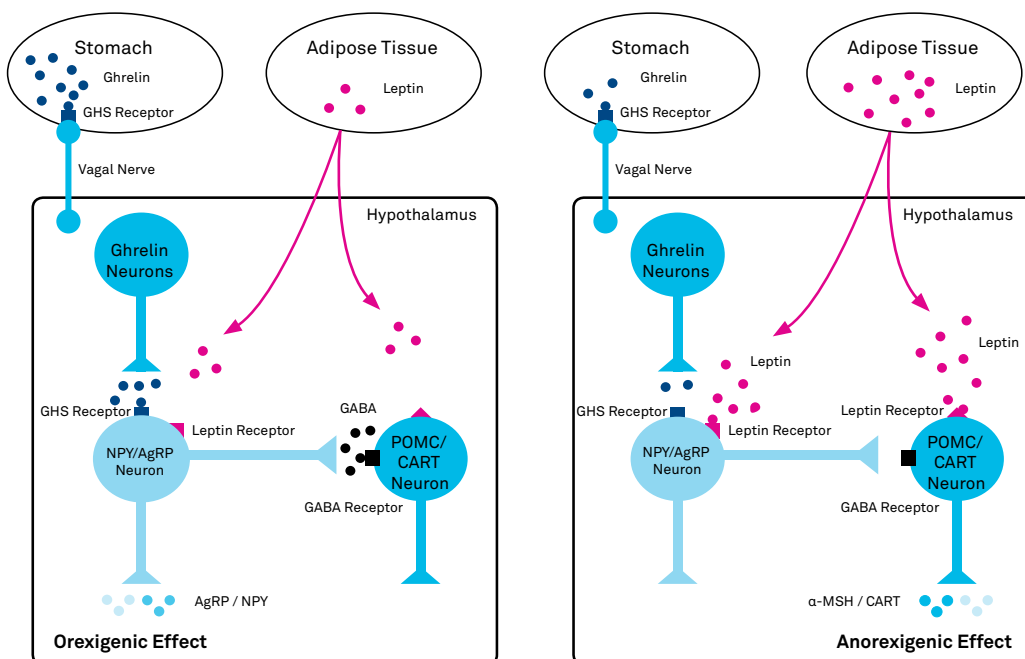 Stomach
Ghrelin
GHS Receptor
Vagal Nerve
Adipose Tissue
Leptin
Hypothalamus
Ghrelin
Neurons
GHS Receptor
Leptin Receptor
GABA
NPY/AgRP
Neuron
POMC/
CART
Neuron
GABA Receptor
AgRP / NPY
Orexigenic Effect
Stomach
Ghrelin
GHS Receptor
Vagal Nerve
Adipose Tissue
Leptin
Hypothalamus
Ghrelin
Neurons
Leptin
Leptin
GHS Receptor
Leptin Receptor
Leptin Receptor
NPY/AgRP
Neuron
POMC/
CART
Neuron
GABA Receptor
α-MSH / CART
Anorexigenic Effect